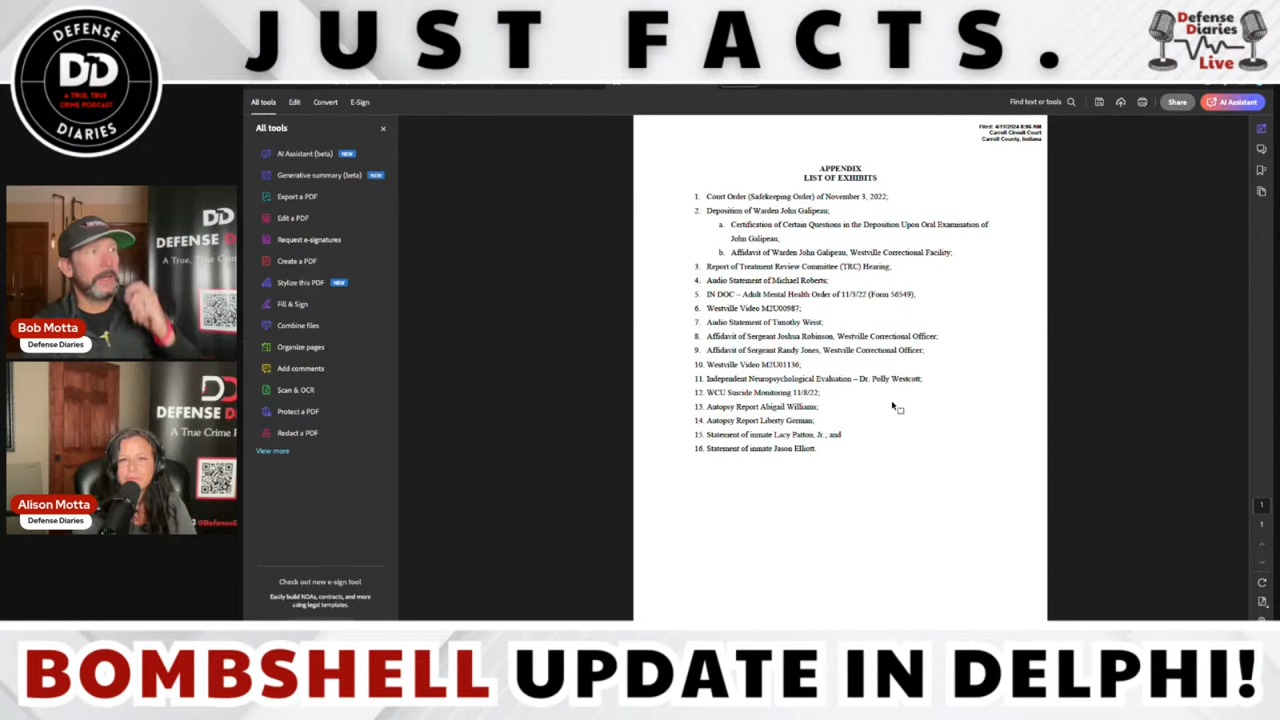 JUST FACTS.
DEFENSE
DD
A TRUE, TRUE
CRIME PODCAST
DIARIES
Defense
Diaries
Live
All tools
Edit
Convert
E-Sign
Find text or tools
Share
AI Assistant
All tools
AI Assistant (beta) NEW
Generative summary (beta) NEW
Export a PDF
Edit a PDF
Request e-signatures
Create a PDF
Stylize this PDF NEW
Fill & Sign
Combine files
Organize pages
Add comments
Scan & OCR
Protect a PDF
Redact a PDF
View more
Check out new e-sign tool
Easily build NDAs, contracts, and more
using legal templates.
Filed: 4/11/2024 8:56 AM
Carroll Circuit Court
Carroll County, Indiana
APPENDIX
LIST OF EXHIBITS
1. Court Order (Safekeeping Order) of November 3, 2022;
2. Deposition of Warden John Galipeau;
a. Certification of Certain Questions in the Deposition Upon Oral Examination of
John Galipeau;
b. Affidavit of Warden John Galipeau, Westville Correctional Facility;
3. Report of Treatment Review Committee (TRC) Hearing;
4. Audio Statement of Michael Roberts;
5. IN DOC – Adult Mental Health Order of 11/3/22 (Form 56549);
6. Westville Video M2U00987;
7. Audio Statement of Timothy Weist;
8. Affidavit of Sergeant Joshua Robinson, Westville Correctional Officer;
9. Affidavit of Sergeant Randy Jones, Westville Correctional Officer;
10. Westville Video M2U01136;
11. Independent Neuropsychological Evaluation – Dr. Polly Westcott;
12. WCU Suicide Monitoring 11/8/22;
13. Autopsy Report Abigail Williams;
14. Autopsy Report Liberty German;
15. Statement of inmate Lacy Patton, Jr.; and
16. Statement of inmate Jason Elliott.
1
1
DD
DEFENSE D
A True, True Crim
Bob Motta
Defense Diaries
DEFENSE D
A True Crime P
Alison Motta
Defense Diaries
@DefenseD
BOMBSHELL UPDATE IN DELPHI!